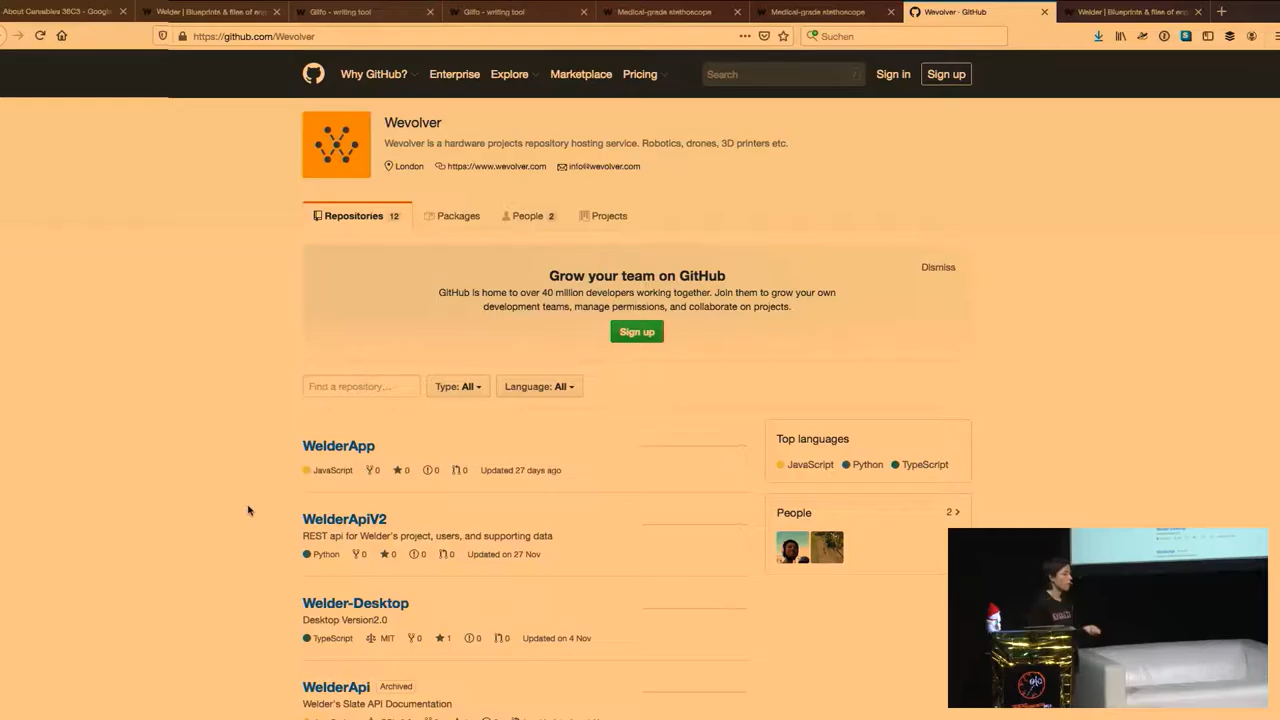 About Careables 36C3 - Google
Welder | Blueprints & files of eng
Gilfo - writing tool
Gilfo - writing tool
Medical-grade stethoscope
Medical-grade stethoscope
Wevolver · GitHub
Welder | Blueprints & files of eng
https://github.com/Wevolver
Suchen
Why GitHub?
Enterprise
Explore
Marketplace
Pricing
Search
/
Sign in
Sign up
Wevolver
Wevolver is a hardware projects repository hosting service. Robotics, drones, 3D printers etc.
London
https://www.wevolver.com
info@wevolver.com
Repositories 12
Packages
People 2
Projects
Dismiss
Grow your team on GitHub
GitHub is home to over 40 million developers working together. Join them to grow your own
development teams, manage permissions, and collaborate on projects.
Sign up
Find a repository...
Type: All
Language: All
WelderApp
JavaScript 0 0 0 0 Updated 27 days ago
WelderApiV2
REST api for Welder's project, users, and supporting data
Python 0 0 0 0 Updated on 27 Nov
Welder-Desktop
Desktop Version2.0
TypeScript MIT 0 1 0 0 Updated on 4 Nov
WelderApi Archived
Welder's Slate API Documentation
Top languages
JavaScript Python TypeScript
People 2